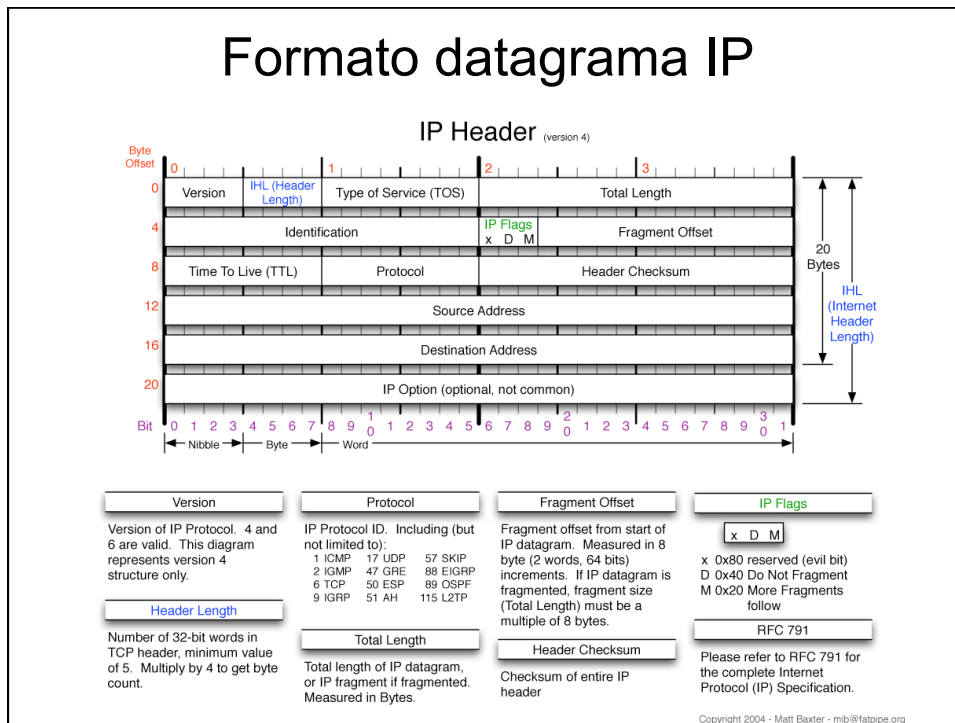 Formato datagrama IP
IP Header (version 4)
Byte
Offset
0 1 2 3
0
Version
IHL (Header
Length)
Type of Service (TOS)
Total Length
4
Identification
IP Flags
x D M
Fragment Offset
8
Time To Live (TTL)
Protocol
Header Checksum
12
Source Address
16
Destination Address
20
IP Option (optional, not common)
20
Bytes
IHL
(Internet
Header
Length)
Bit 0 1 2 3 4 5 6 7 8 9 10 1 2 3 4 5 6 7 8 9 20 1 2 3 4 5 6 7 8 9 30 1
Nibble Byte Word
Version
Version of IP Protocol. 4 and
6 are valid. This diagram
represents version 4
structure only.
Header Length
Number of 32-bit words in
TCP header, minimum value
of 5. Multiply by 4 to get byte
count.
Protocol
IP Protocol ID. Including (but
not limited to):
1 ICMP 17 UDP 57 SKIP
2 IGMP 47 GRE 88 EIGRP
6 TCP 50 ESP 89 OSPF
9 IGRP 51 AH 115 L2TP
Total Length
Total length of IP datagram,
or IP fragment if fragmented.
Measured in Bytes.
Fragment Offset
Fragment offset from start of
IP datagram. Measured in 8
byte (2 words, 64 bits)
increments. If IP datagram is
fragmented, fragment size
(Total Length) must be a
multiple of 8 bytes.
Header Checksum
Checksum of entire IP
header
IP Flags
x D M
x 0x80 reserved (evil bit)
D 0x40 Do Not Fragment
M 0x20 More Fragments
follow
RFC 791
Please refer to RFC 791 for
the complete Internet
Protocol (IP) Specification.
Copyright 2004 - Matt Baxter - mjb@fatpipe.org